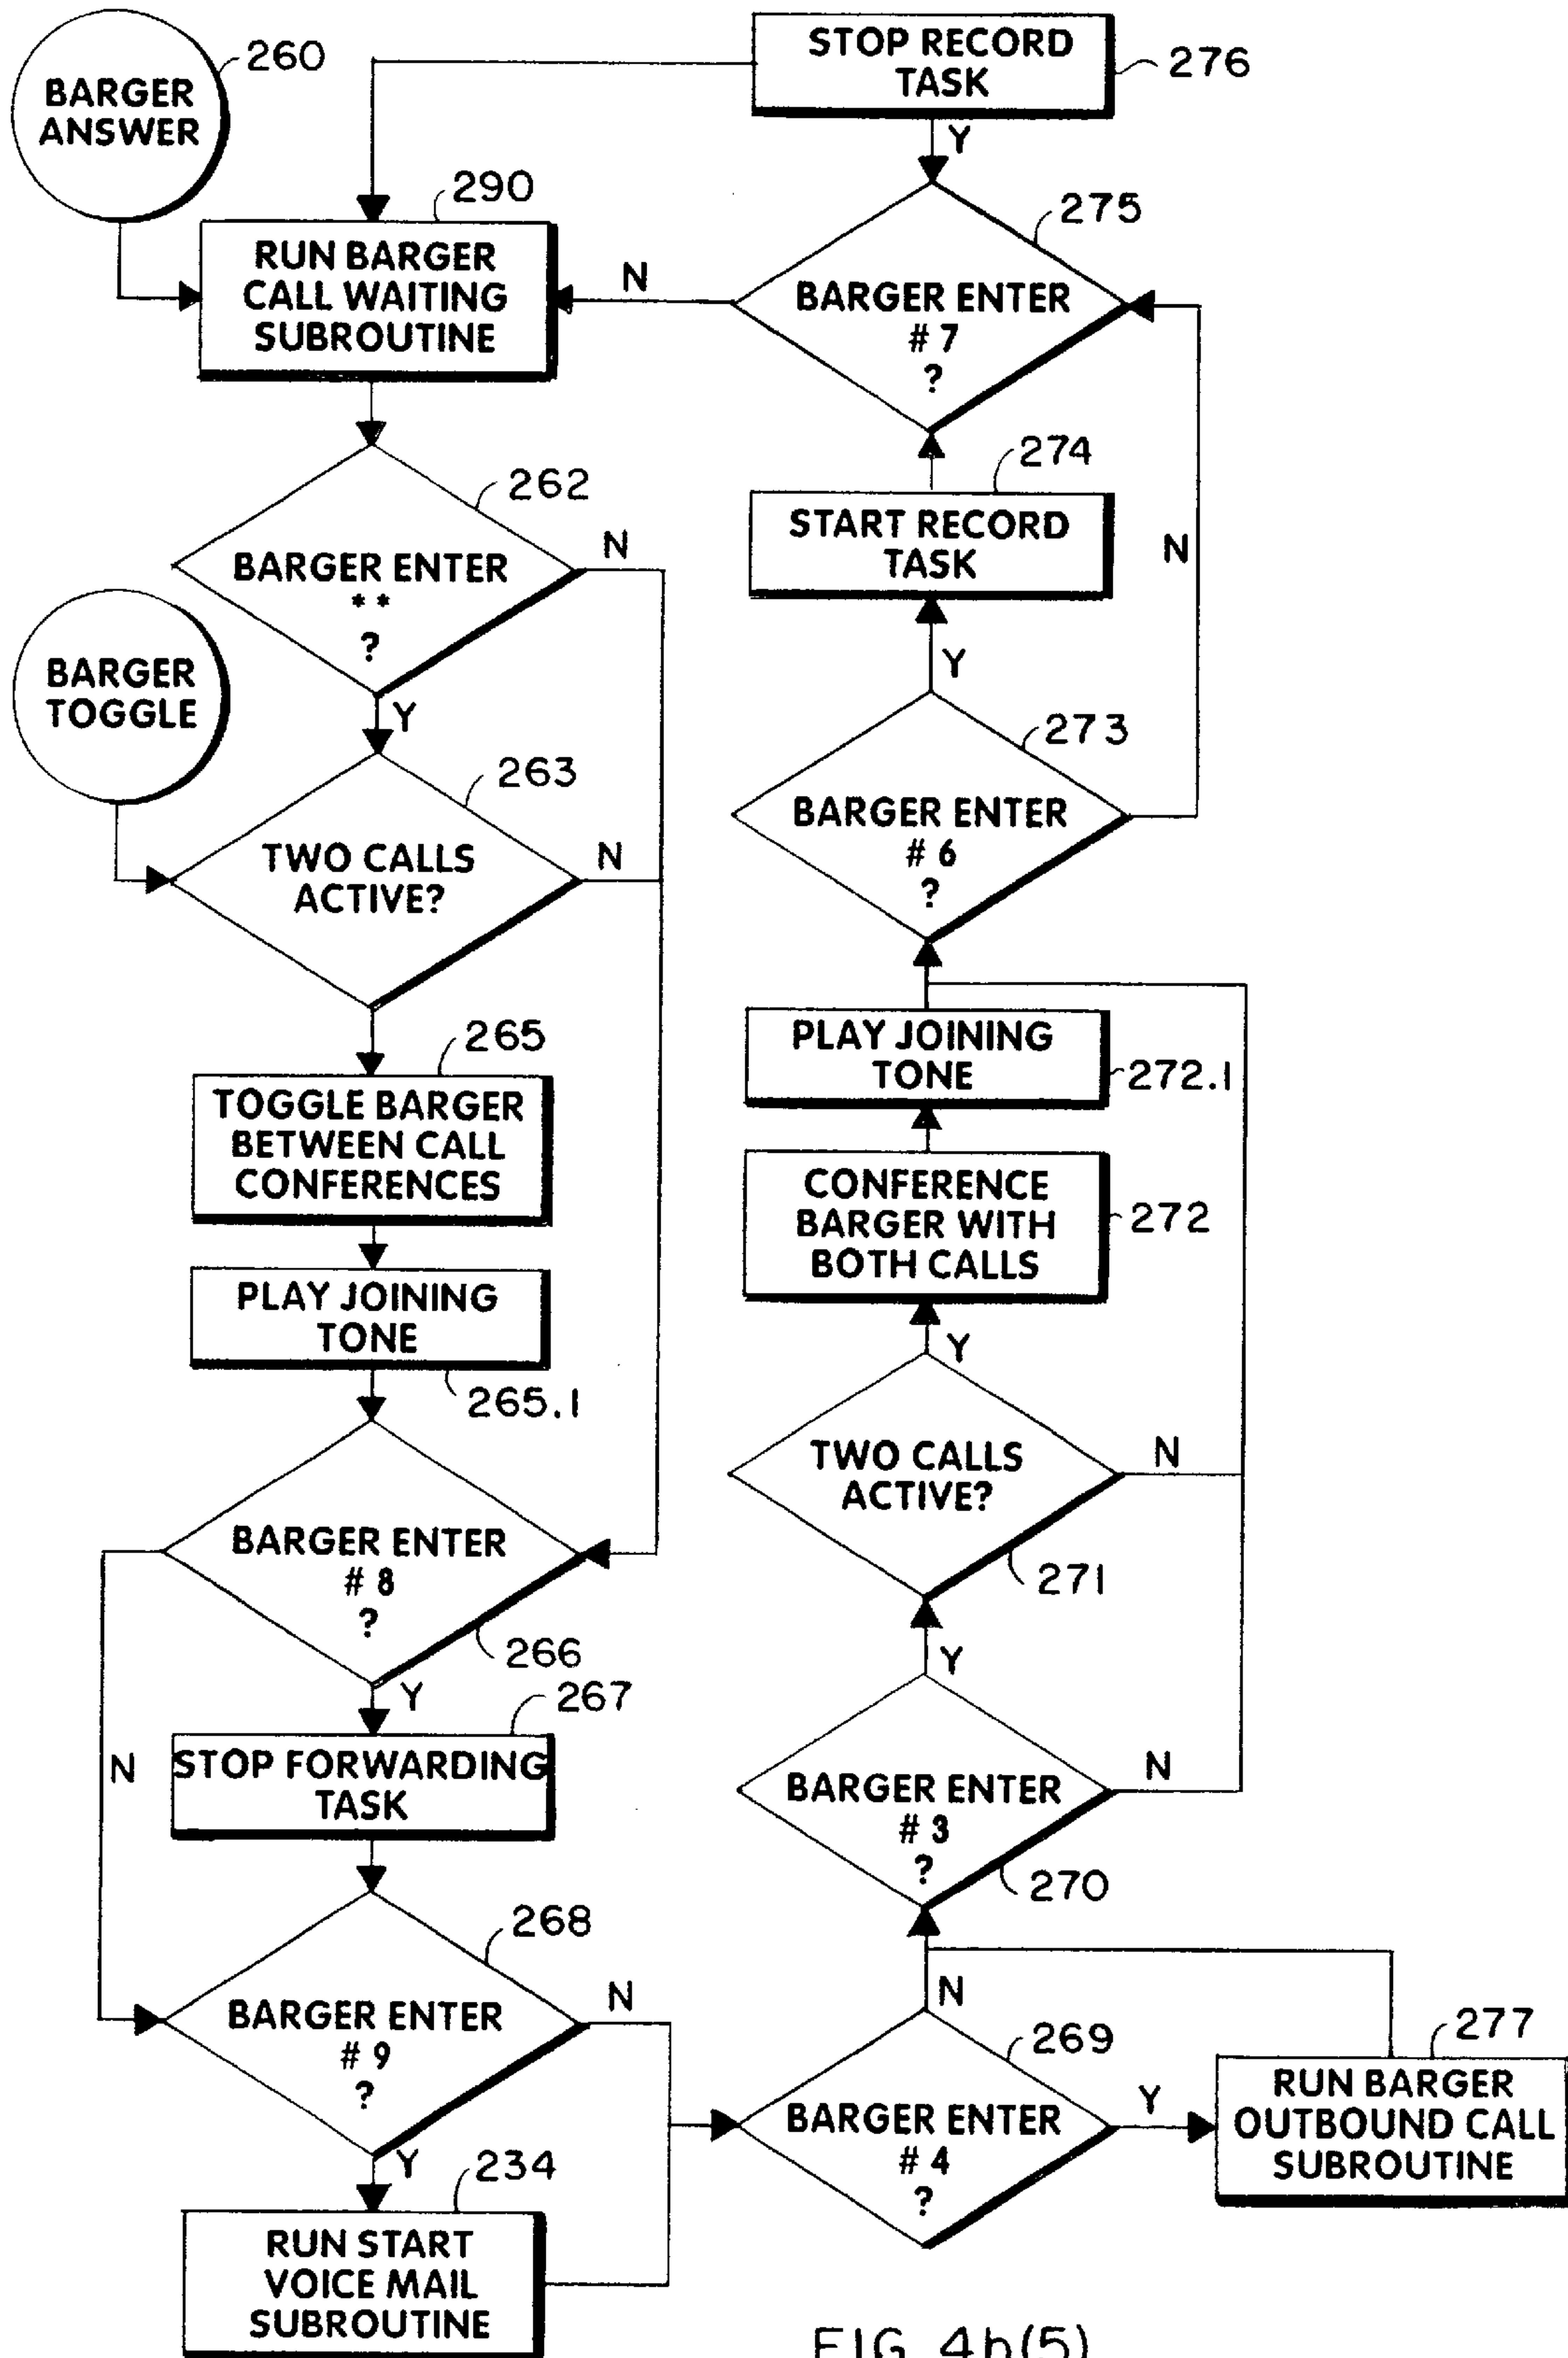 BARGER
ANSWER
260
290
RUN BARGER
CALL WAITING
SUBROUTINE
262
BARGER ENTER
**
?
N
Y
BARGER
TOGGLE
263
TWO CALLS
ACTIVE?
N
265
TOGGLE BARGER
BETWEEN CALL
CONFERENCES
PLAY JOINING
TONE
265.1
BARGER ENTER
# 8
?
266
Y
N
267
STOP FORWARDING
TASK
268
BARGER ENTER
# 9
?
N
Y
234
RUN START
VOICE MAIL
SUBROUTINE
STOP RECORD
TASK
276
Y
275
BARGER ENTER
# 7
?
N
274
START RECORD
TASK
N
Y
273
BARGER ENTER
# 6
?
PLAY JOINING
TONE
272.1
CONFERENCE
BARGER WITH
BOTH CALLS
272
Y
TWO CALLS
ACTIVE?
N
271
Y
BARGER ENTER
# 3
?
N
270
N
269
BARGER ENTER
# 4
?
Y
277
RUN BARGER
OUTBOUND CALL
SUBROUTINE
FIG. 4b(5)